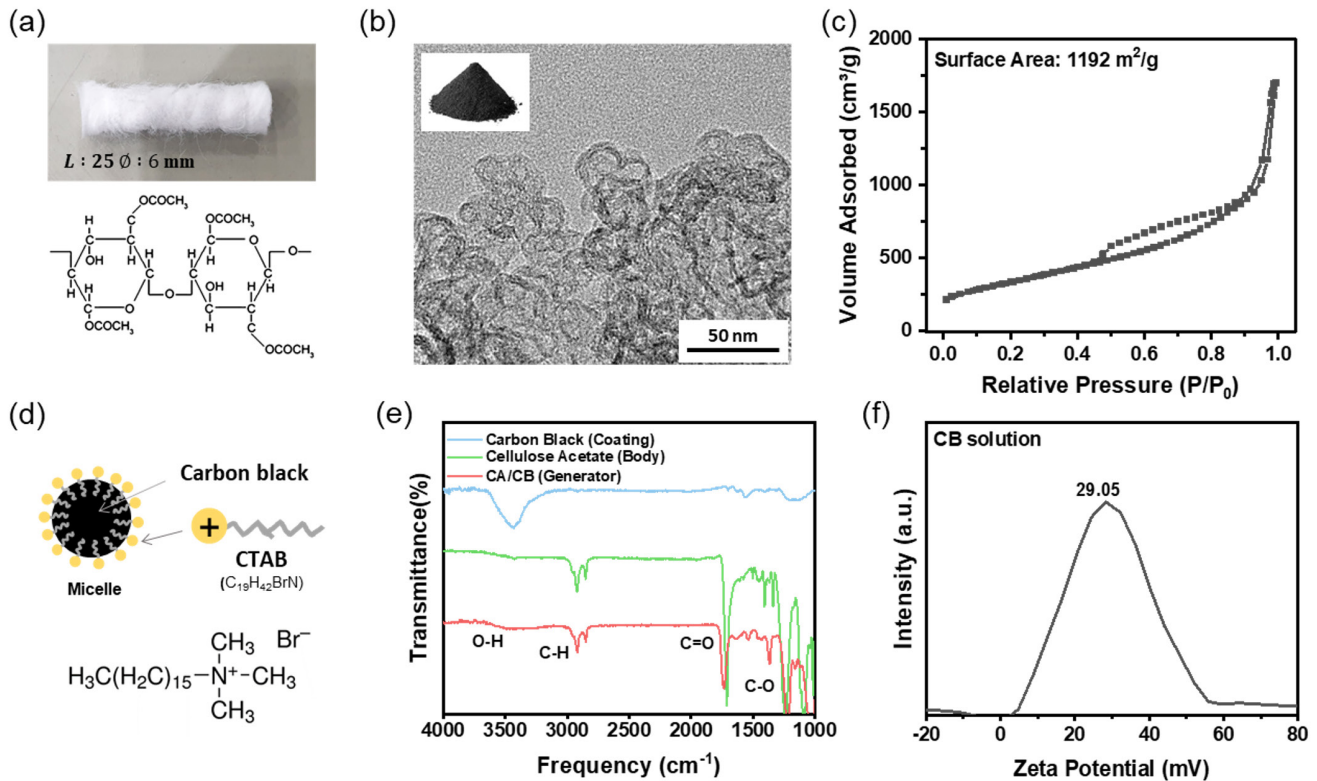 (a)
L : 25 Ø : 6 mm
OCOCH₃
OCOCH₃
H
C
H
O
C
C
H
C
O
C
C
O
OH
H
H
H
C
C
C
C
OH
H
H
H
C
O
O
C
C
C
H
OCOCH₃
H
C
H
OCOCH₃
(b)
50 nm
(c)
Surface Area: 1192 m²/g
Volume Adsorbed (cm³/g)
2000
1500
1000
500
0
0.0 0.2 0.4 0.6 0.8 1.0
Relative Pressure (P/P₀)
(d)
Carbon black
+
CTAB
(C₁₉H₄₂BrN)
Micelle
CH₃ Br⁻
H₃C(H₂C)₁₅–N⁺–CH₃
CH₃
(e)
Carbon Black (Coating)
Cellulose Acetate (Body)
CA/CB (Generator)
Transmittance(%)
O-H
C-H
C=O
C-O
4000 3500 3000 2500 2000 1500 1000
Frequency (cm⁻¹)
(f)
CB solution
29.05
Intensity (a.u.)
-20 0 20 40 60 80
Zeta Potential (mV)